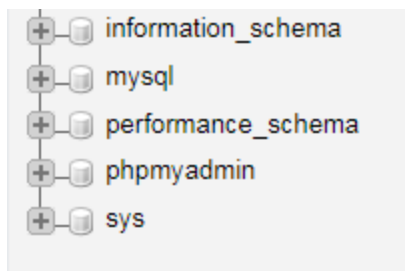 information_schema
mysql
performance_schema
phpmyadmin
sys